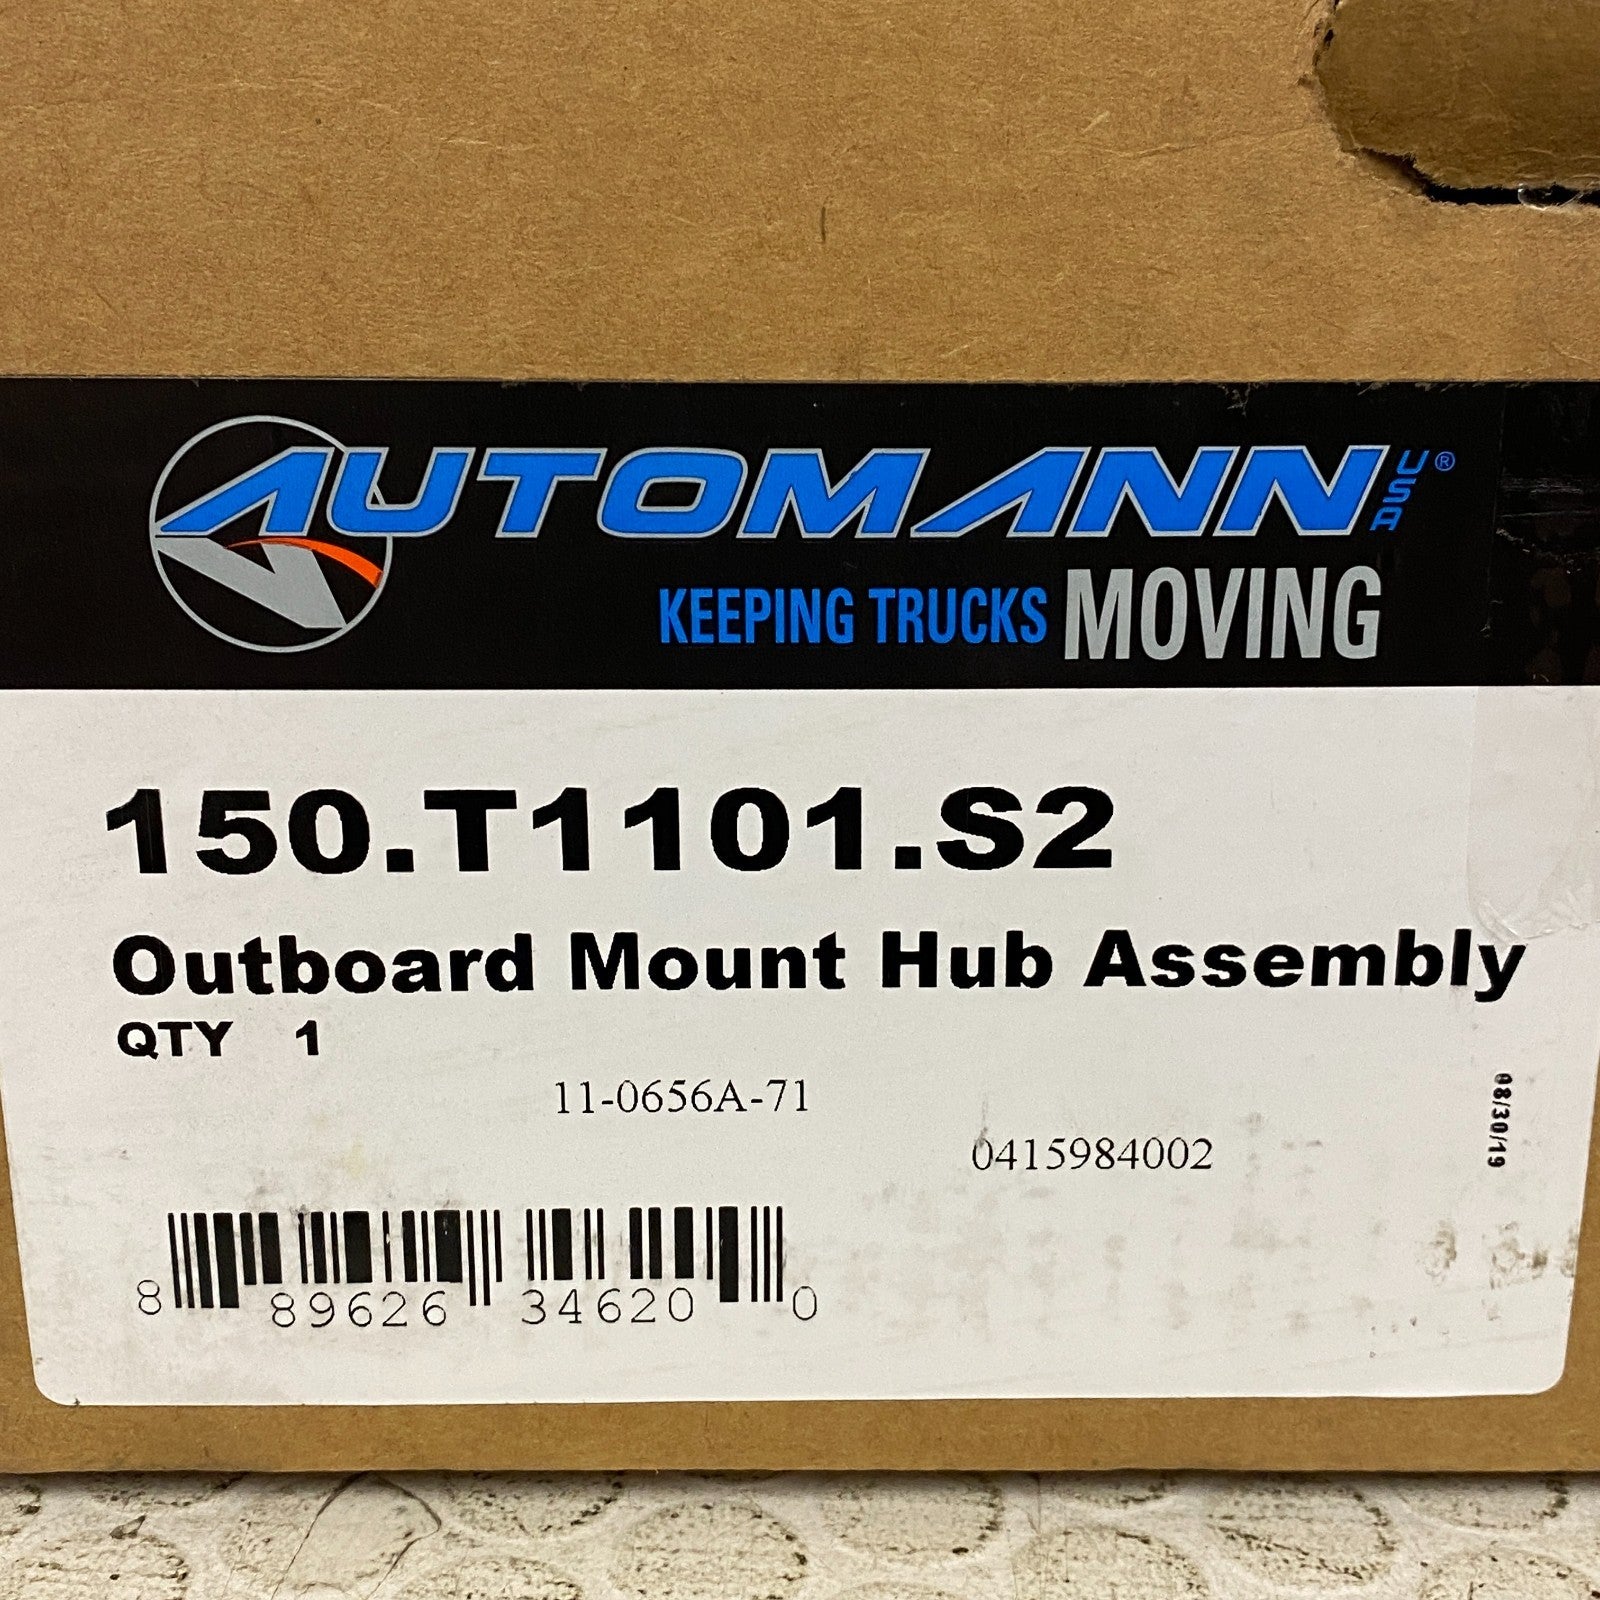 AUTOMANN USA®
KEEPING TRUCKS MOVING
150.T1101.S2
Outboard Mount Hub Assembly
QTY 1
11-0656A-71
08/30/19
0415984002
8 89626 34620 0